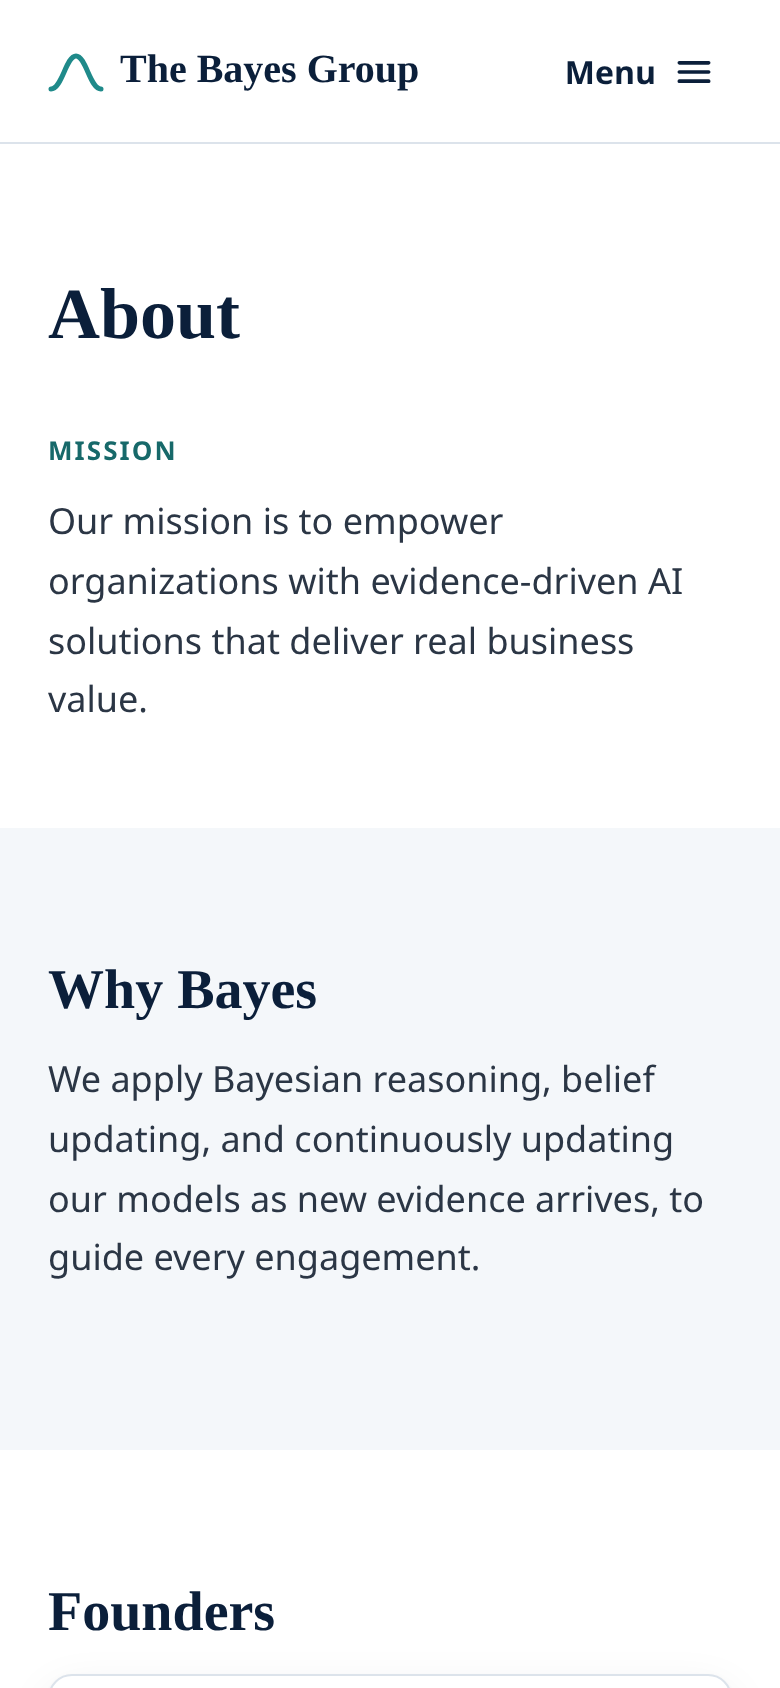 The Bayes Group
Menu
About
MISSION
Our mission is to empower
organizations with evidence-driven AI
solutions that deliver real business
value.
Why Bayes
We apply Bayesian reasoning, belief
updating, and continuously updating
our models as new evidence arrives, to
guide every engagement.
Founders